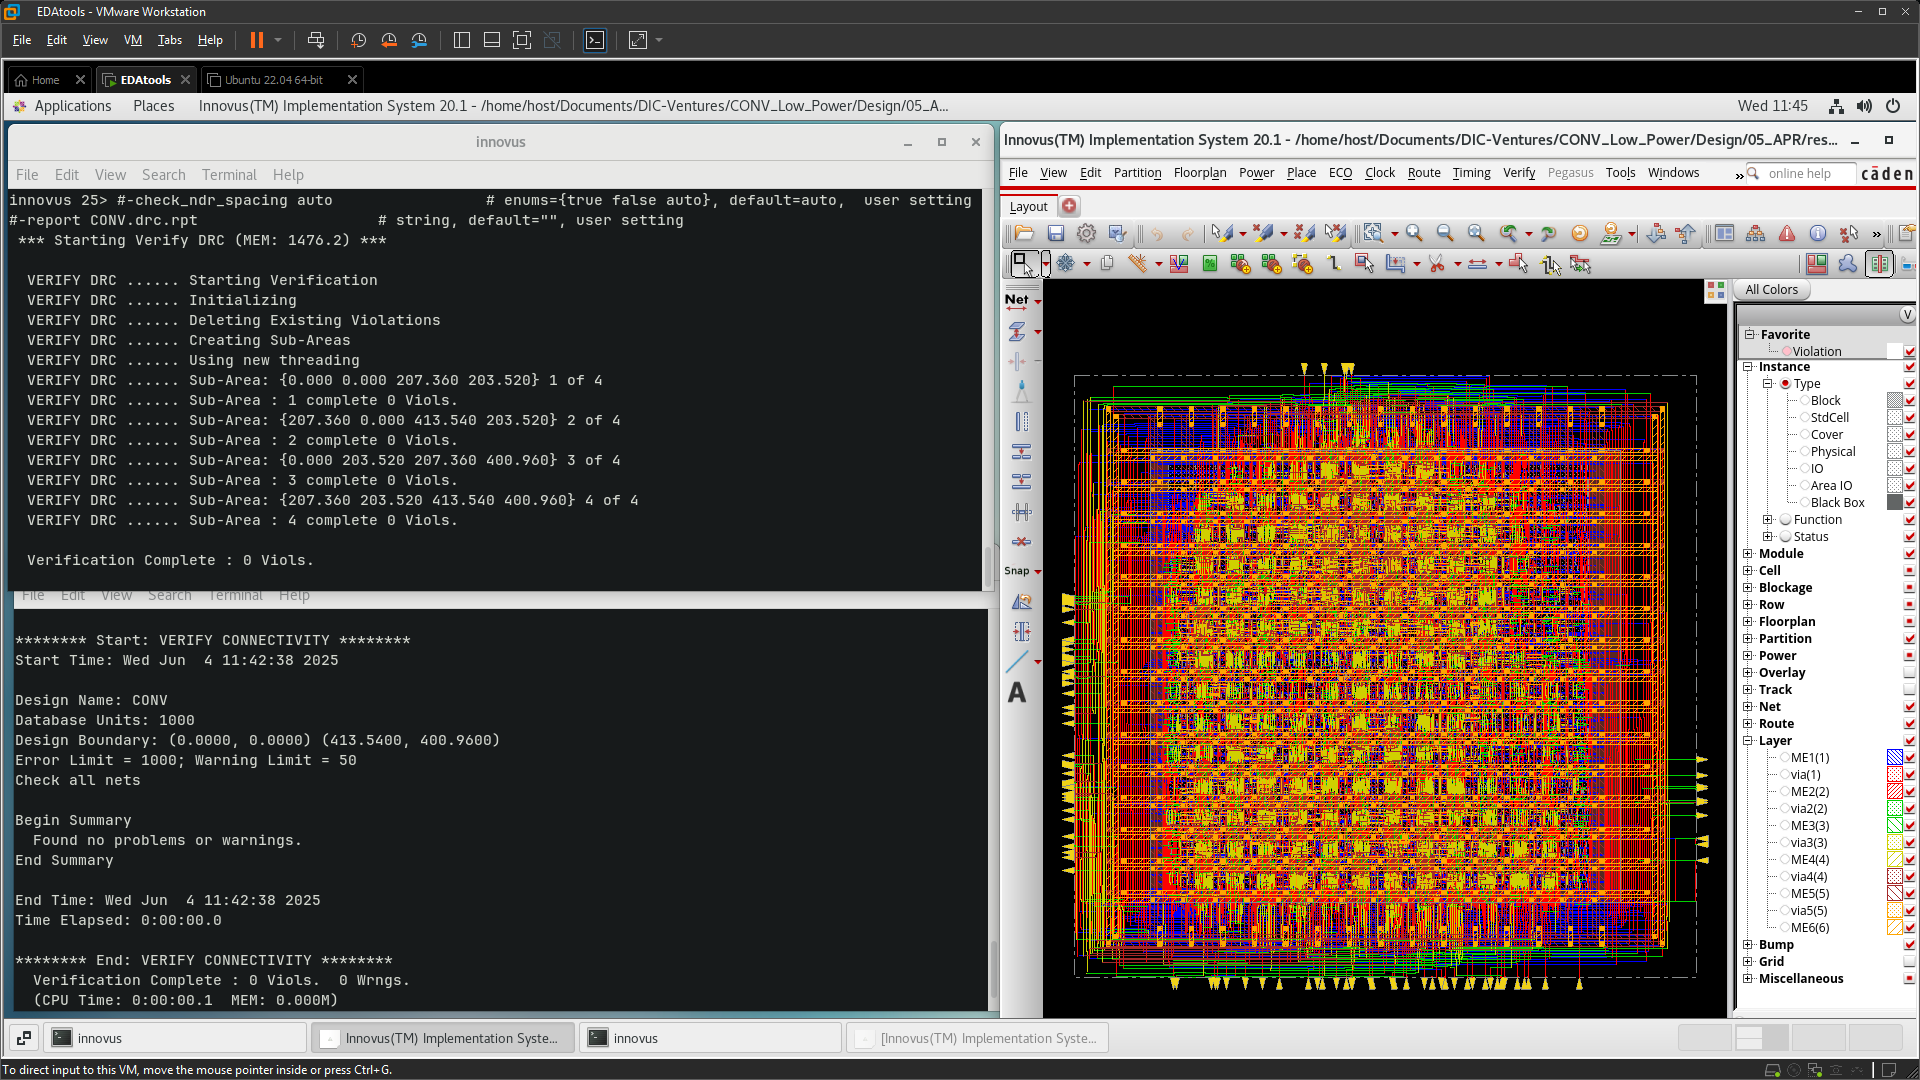 EDAtools - VMware Workstation
File Edit View VM Tabs Help
Home EDAtools Ubuntu 22.04 64-bit
Applications Places Innovus(TM) Implementation System 20.1 - /home/host/Documents/DIC-Ventures/CONV_Low_Power/Design/05_A... Wed 11:45
innovus
File Edit View Search Terminal Help
innovus 25> #-check_ndr_spacing auto # enums={true false auto}, default=auto, user setting
#-report CONV.drc.rpt # string, default="", user setting
*** Starting Verify DRC (MEM: 1476.2) ***
VERIFY DRC ...... Starting Verification
VERIFY DRC ...... Initializing
VERIFY DRC ...... Deleting Existing Violations
VERIFY DRC ...... Creating Sub-Areas
VERIFY DRC ...... Using new threading
VERIFY DRC ...... Sub-Area: {0.000 0.000 207.360 203.520} 1 of 4
VERIFY DRC ...... Sub-Area : 1 complete 0 Viols.
VERIFY DRC ...... Sub-Area: {207.360 0.000 413.540 203.520} 2 of 4
VERIFY DRC ...... Sub-Area : 2 complete 0 Viols.
VERIFY DRC ...... Sub-Area: {0.000 203.520 207.360 400.960} 3 of 4
VERIFY DRC ...... Sub-Area : 3 complete 0 Viols.
VERIFY DRC ...... Sub-Area: {207.360 203.520 413.540 400.960} 4 of 4
VERIFY DRC ...... Sub-Area : 4 complete 0 Viols.
Verification Complete : 0 Viols.
File Edit View Search Terminal Help
******** Start: VERIFY CONNECTIVITY ********
Start Time: Wed Jun  4 11:42:38 2025
Design Name: CONV
Database Units: 1000
Design Boundary: (0.0000, 0.0000) (413.5400, 400.9600)
Error Limit = 1000; Warning Limit = 50
Check all nets
Begin Summary
Found no problems or warnings.
End Summary
End Time: Wed Jun  4 11:42:38 2025
Time Elapsed: 0:00:00.0
******** End: VERIFY CONNECTIVITY ********
Verification Complete : 0 Viols.  0 Wrngs.
(CPU Time: 0:00:00.1  MEM: 0.000M)
Innovus(TM) Implementation System 20.1 - /home/host/Documents/DIC-Ventures/CONV_Low_Power/Design/05_APR/res...
File View Edit Partition Floorplan Power Place ECO Clock Route Timing Verify Pegasus Tools Windows » online help cāden
Layout
»
Net
Snap
A
All Colors
V
Favorite
Violation
Instance
Type
Block
StdCell
Cover
Physical
IO
Area IO
Black Box
Function
Status
Module
Cell
Blockage
Row
Floorplan
Partition
Power
Overlay
Track
Net
Route
Layer
ME1(1)
via(1)
ME2(2)
via2(2)
ME3(3)
via3(3)
ME4(4)
via4(4)
ME5(5)
via5(5)
ME6(6)
Bump
Grid
Miscellaneous
innovus Innovus(TM) Implementation Syste... innovus [Innovus(TM) Implementation Syste...
To direct input to this VM, move the mouse pointer inside or press Ctrl+G.